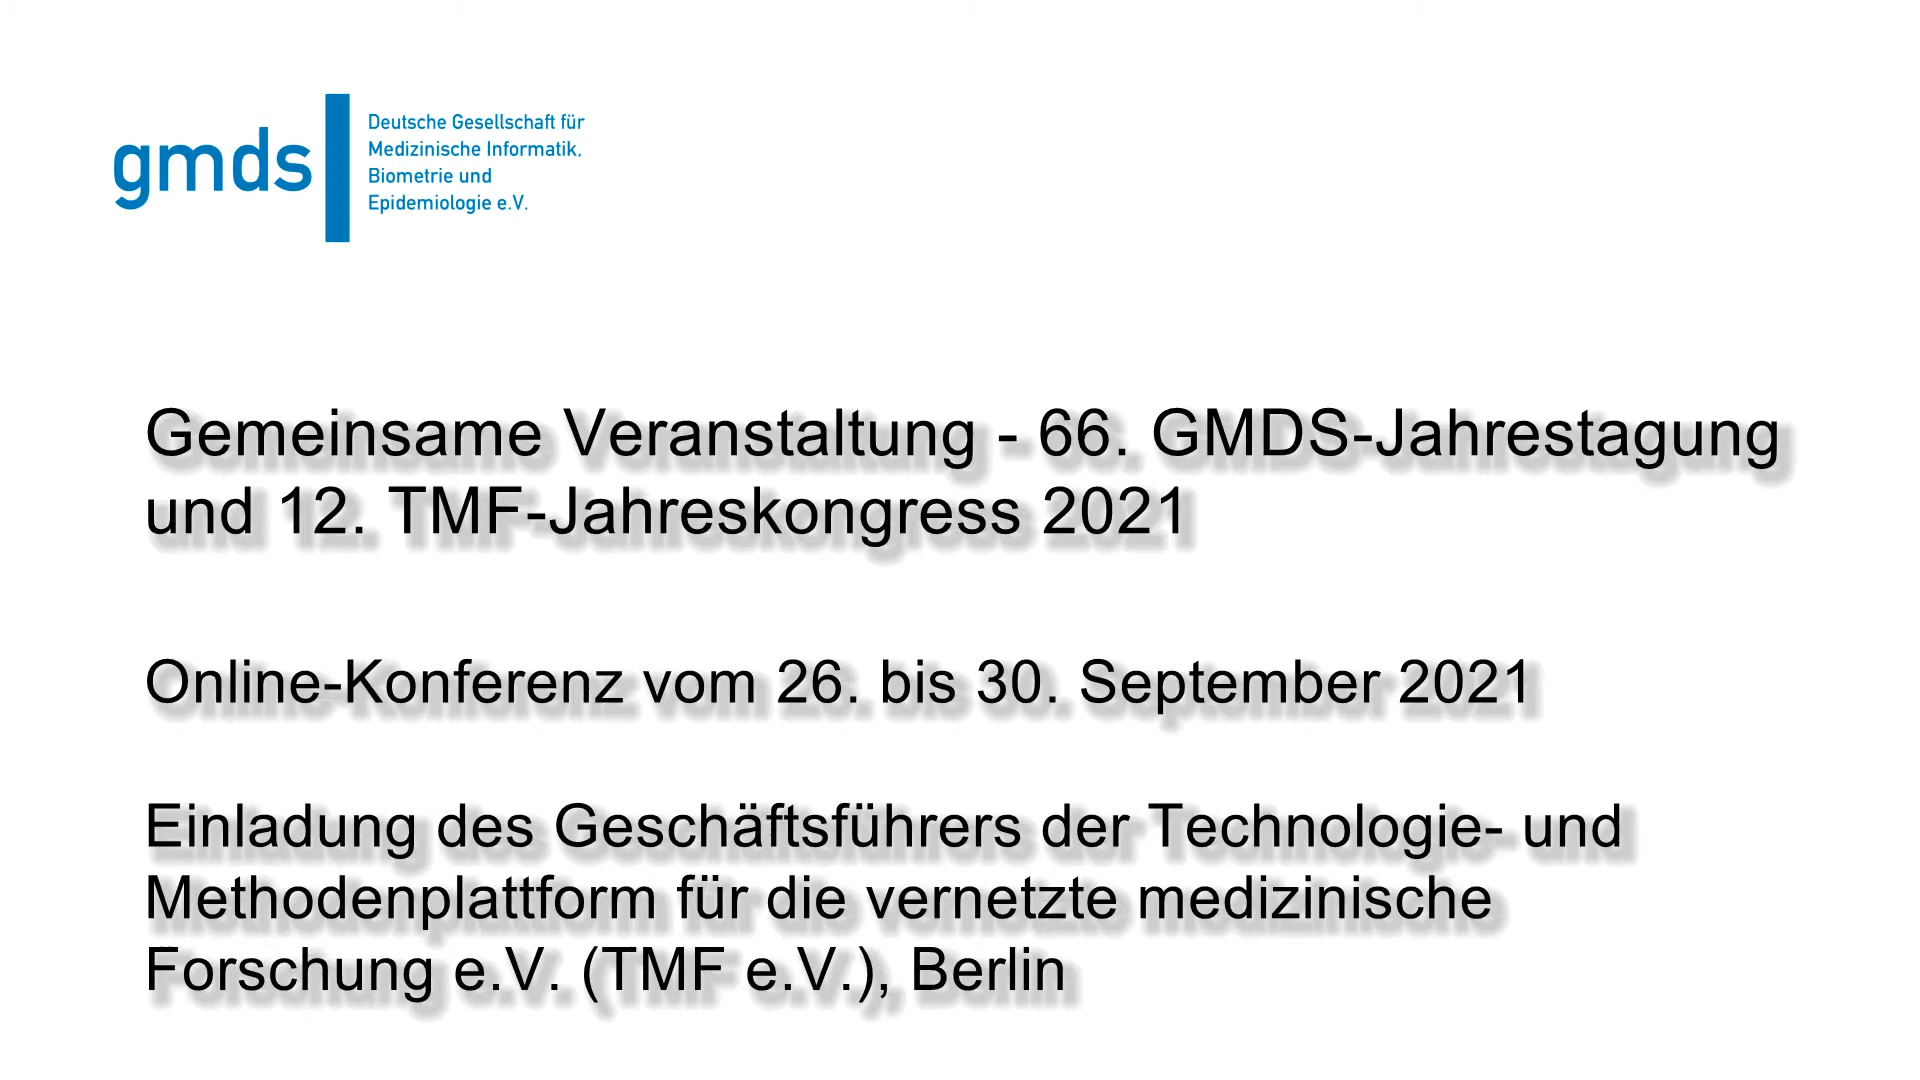 gmds
Deutsche Gesellschaft für
Medizinische Informatik,
Biometrie und
Epidemiologie e.V.
Gemeinsame Veranstaltung - 66. GMDS-Jahrestagung
und 12. TMF-Jahreskongress 2021
Online-Konferenz vom 26. bis 30. September 2021
Einladung des Geschäftsführers der Technologie- und
Methodenplattform für die vernetzte medizinische
Forschung e.V. (TMF e.V.), Berlin